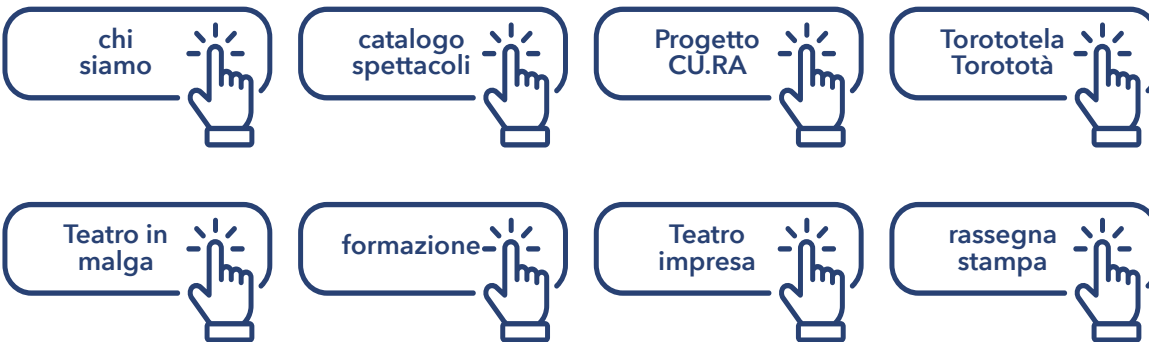 chi
siamo
catalogo
spettacoli
Progetto
CU.RA
Torototela
Torototà
Teatro in
malga
formazione
Teatro
impresa
rassegna
stampa